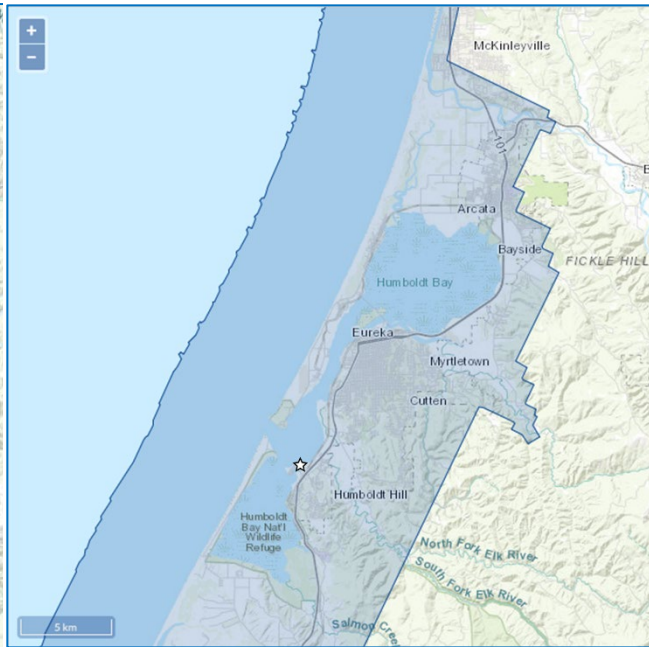 +
−
McKinleyville
101
Arcata
Bayside
FICKLE HILL
Humboldt Bay
Eureka
Myrtletown
Cutten
Humboldt Hill
Humboldt
Bay Nat'l
Wildlife
Refuge
North Fork Elk River
South Fork Elk River
5 km
Salmon Cree